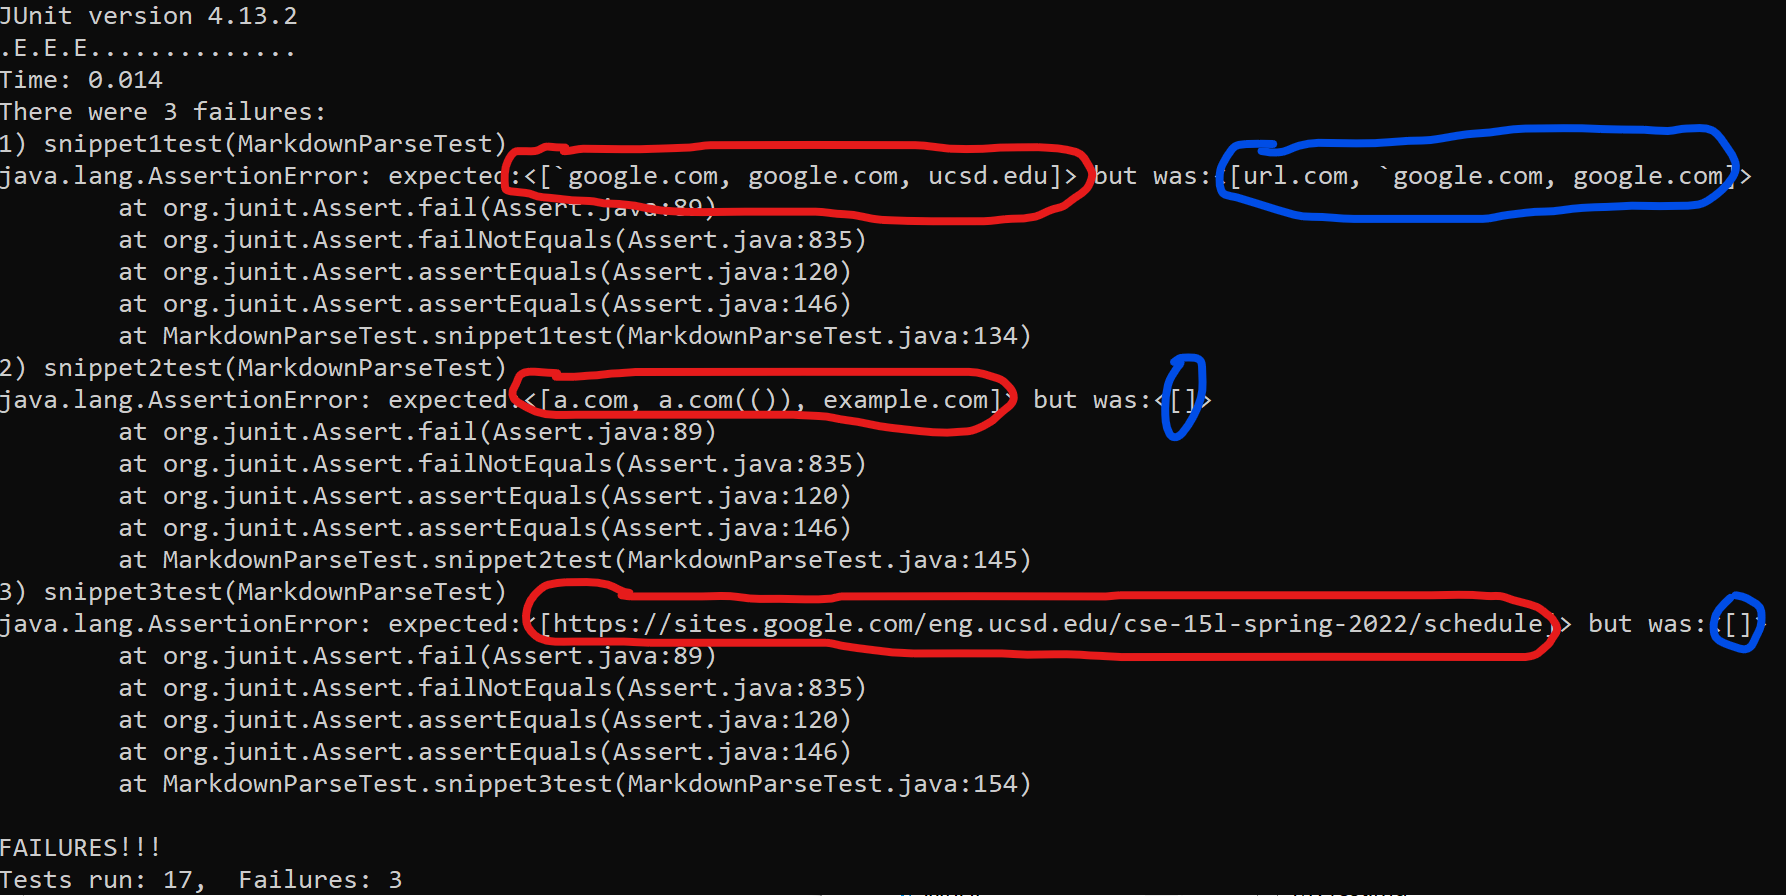 JUnit version 4.13.2
.E.E.E..............
Time: 0.014
There were 3 failures:
1) snippet1test(MarkdownParseTest)
java.lang.AssertionError: expected:<[`google.com, google.com, ucsd.edu]> but was:<[url.com, `google.com, google.com]>
        at org.junit.Assert.fail(Assert.java:89)
        at org.junit.Assert.failNotEquals(Assert.java:835)
        at org.junit.Assert.assertEquals(Assert.java:120)
        at org.junit.Assert.assertEquals(Assert.java:146)
        at MarkdownParseTest.snippet1test(MarkdownParseTest.java:134)
2) snippet2test(MarkdownParseTest)
java.lang.AssertionError: expected:<[a.com, a.com(()), example.com]> but was:<[]>
        at org.junit.Assert.fail(Assert.java:89)
        at org.junit.Assert.failNotEquals(Assert.java:835)
        at org.junit.Assert.assertEquals(Assert.java:120)
        at org.junit.Assert.assertEquals(Assert.java:146)
        at MarkdownParseTest.snippet2test(MarkdownParseTest.java:145)
3) snippet3test(MarkdownParseTest)
java.lang.AssertionError: expected:<[https://sites.google.com/eng.ucsd.edu/cse-15l-spring-2022/schedule]> but was:<[]>
        at org.junit.Assert.fail(Assert.java:89)
        at org.junit.Assert.failNotEquals(Assert.java:835)
        at org.junit.Assert.assertEquals(Assert.java:120)
        at org.junit.Assert.assertEquals(Assert.java:146)
        at MarkdownParseTest.snippet3test(MarkdownParseTest.java:154)
FAILURES!!!
Tests run: 17,  Failures: 3